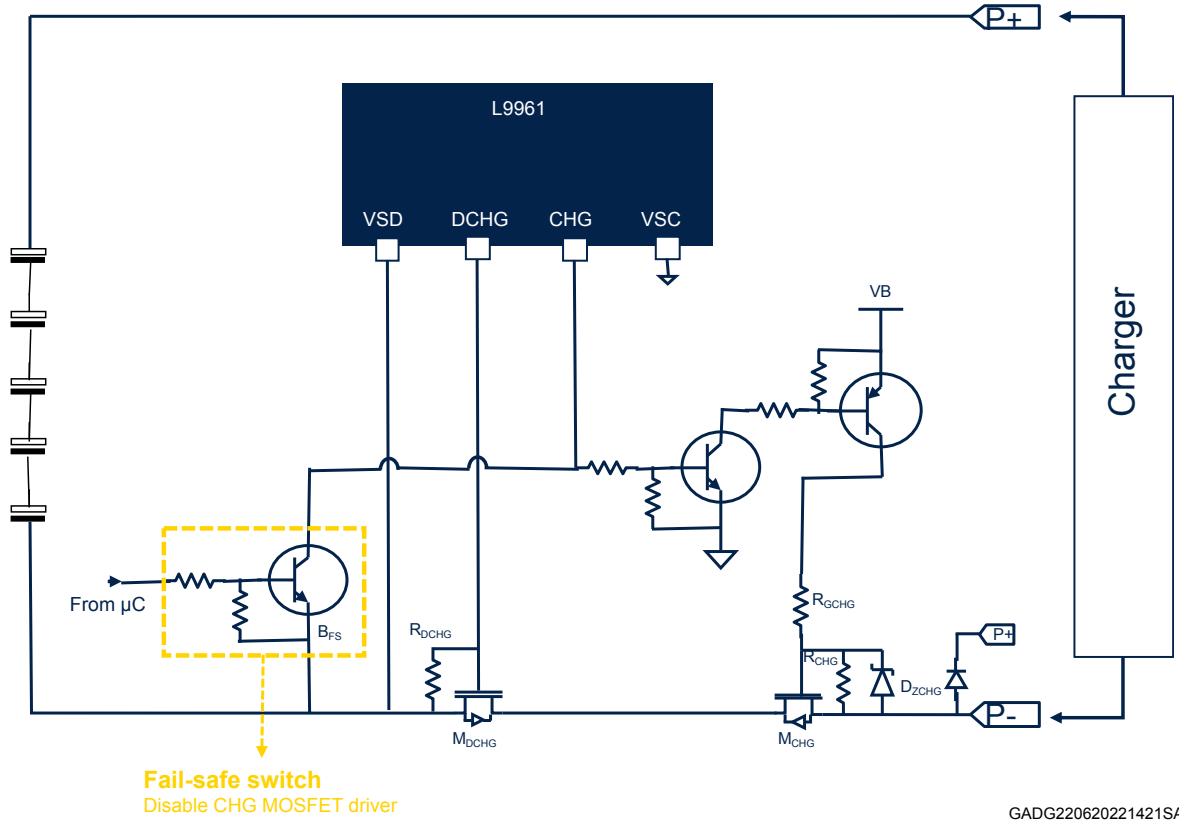 P+
L9961
VSD
DCHG
CHG
VSC
VB
Charger
From µC
BFS
RDCHG
RGCHG
RCHG
P+
DZCHG
P-
MDCHG
MCHG
Fail-safe switch
Disable CHG MOSFET driver
GADG220620221421SA